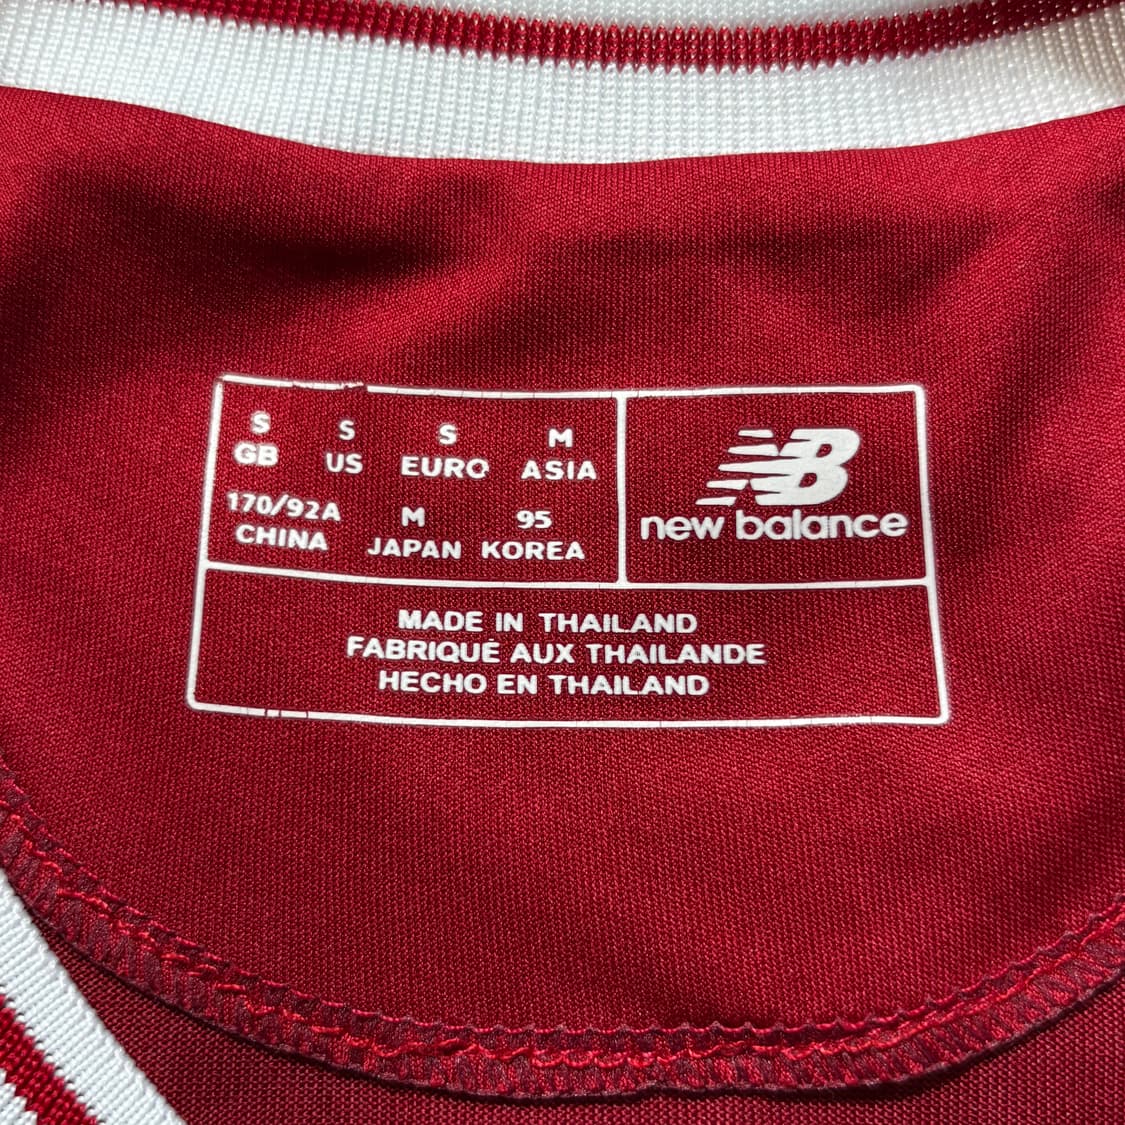 S S S M
GB US EURO ASIA
170/92A M 95
CHINA JAPAN KOREA
NB
new balance
MADE IN THAILAND
FABRIQUÉ AUX THAILANDE
HECHO EN THAILAND